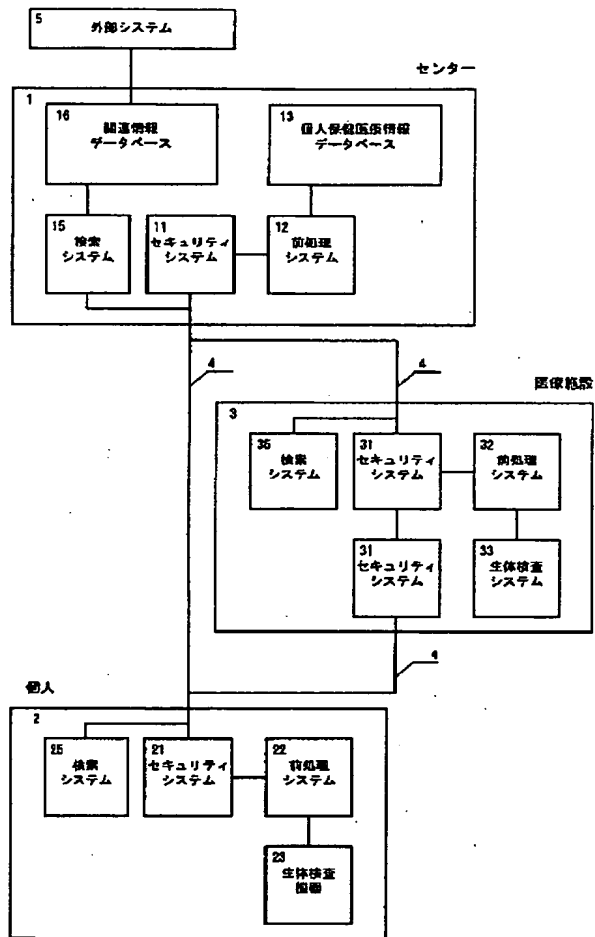 5
外部システム
センター
1
16
関連情報
データベース
13
個人保健医療情報
データベース
15
検索
システム
11
セキュリティ
システム
12
前処理
システム
4
4
医療施設
3
35
検索
システム
31
セキュリティ
システム
32
前処理
システム
31
セキュリティ
システム
33
生体検査
システム
4
個人
2
25
検索
システム
21
セキュリティ
システム
22
前処理
システム
23
生体検査
機器